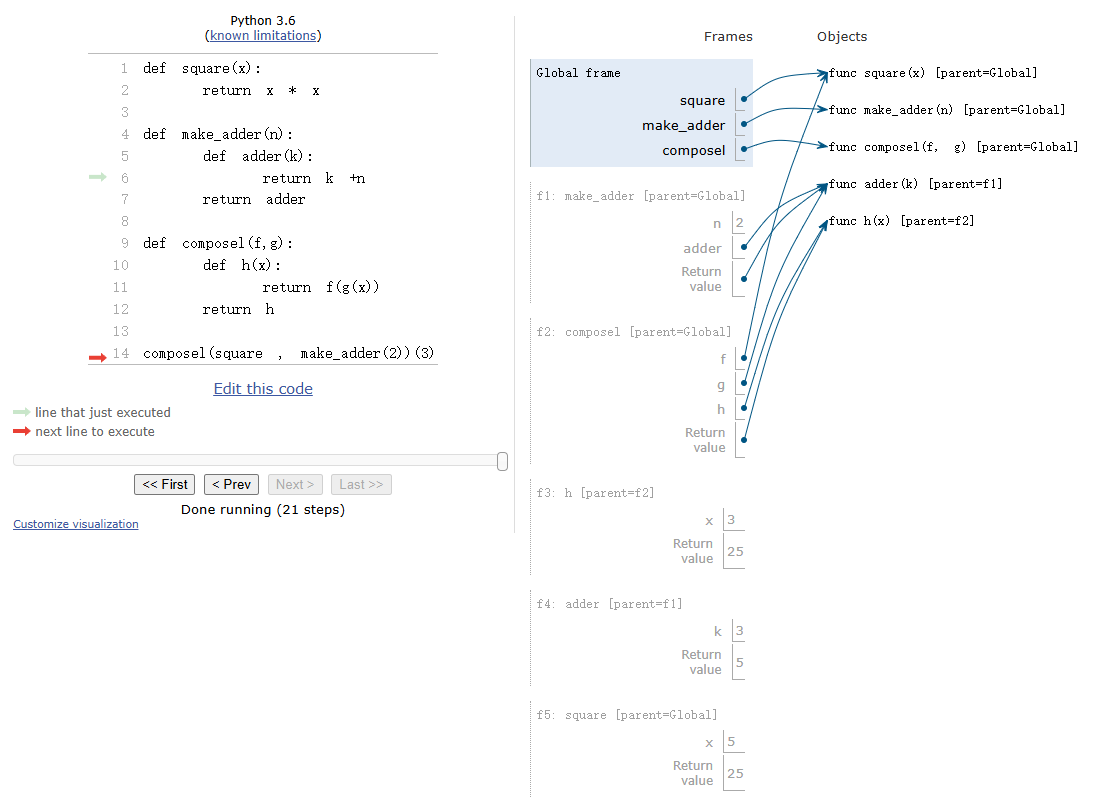 Python 3.6
(known limitations)
1 def square(x):
2 return x * x
3
4 def make_adder(n):
5 def adder(k):
6 return k +n
7 return adder
8
9 def composel(f,g):
10 def h(x):
11 return f(g(x))
12 return h
13
14 composel(square , make_adder(2))(3)
Edit this code
line that just executed
next line to execute
<< First < Prev Next > Last >>
Done running (21 steps)
Customize visualization
Frames Objects
Global frame
square
make_adder
composel
func square(x) [parent=Global]
func make_adder(n) [parent=Global]
func composel(f, g) [parent=Global]
func adder(k) [parent=f1]
func h(x) [parent=f2]
f1: make_adder [parent=Global]
n 2
adder
Return
value
f2: composel [parent=Global]
f
g
h
Return
value
f3: h [parent=f2]
x 3
Return
value 25
f4: adder [parent=f1]
k 3
Return
value 5
f5: square [parent=Global]
x 5
Return
value 25